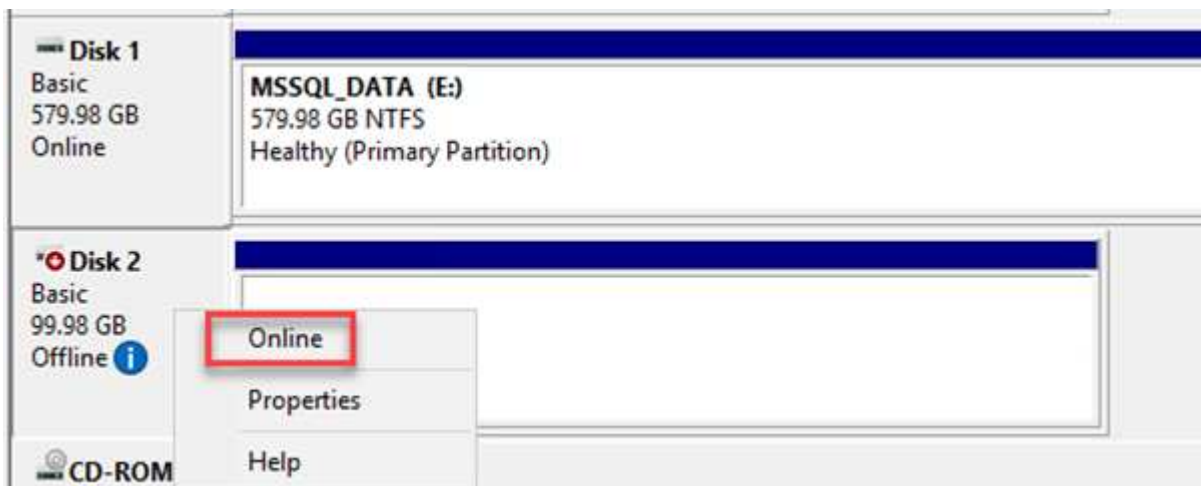 Disk 1
Basic
579.98 GB
Online
MSSQL_DATA (E:)
579.98 GB NTFS
Healthy (Primary Partition)
Disk 2
Basic
99.98 GB
Offline
Online
Properties
Help
CD-ROM